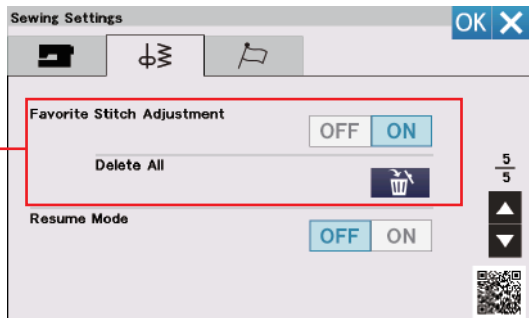 Sewing Settings
OK
Favorite Stitch Adjustment
OFF ON
Delete All
5
5
Resume Mode
OFF ON